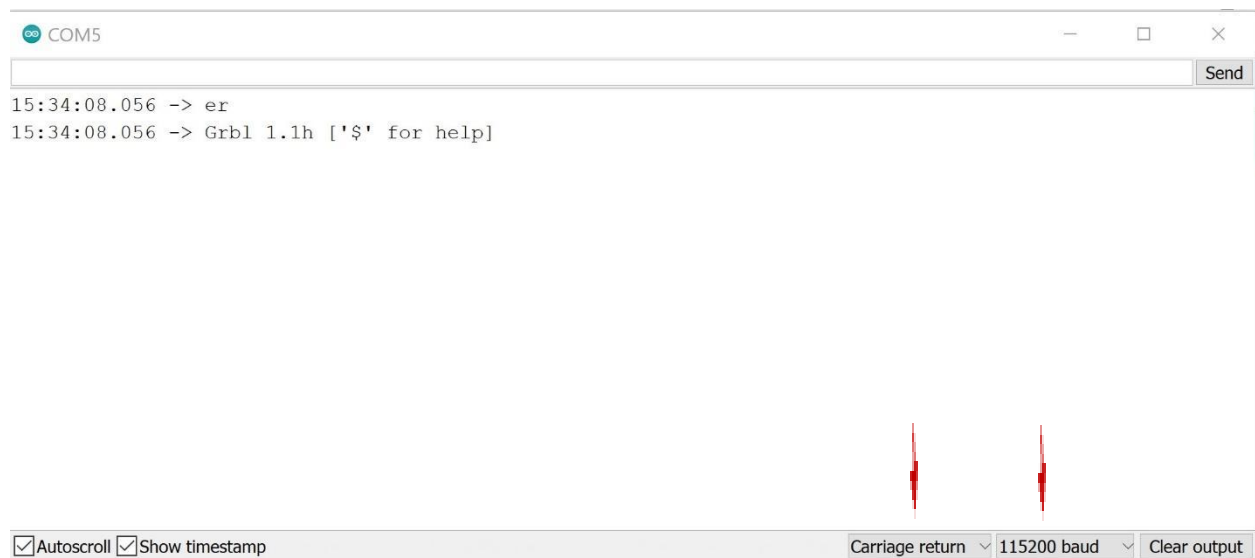 COM5
Send
15:34:08.056 -> er
15:34:08.056 -> Grbl 1.1h ['$' for help]
Autoscroll Show timestamp Carriage return 115200 baud Clear output